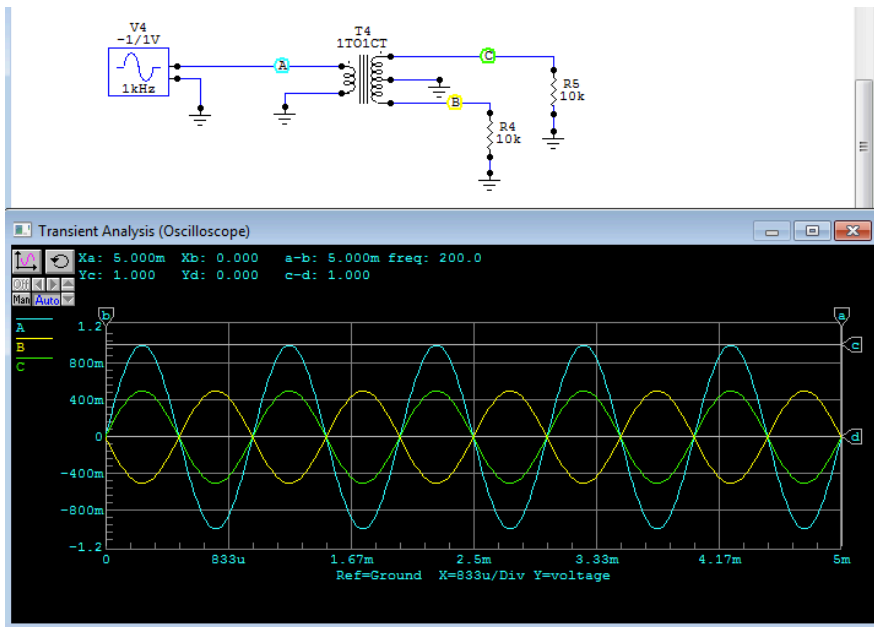 V4
-1/1V
1kHz
A
T4
1TO1CT
C
B
R5
10k
R4
10k
Transient Analysis (Oscilloscope)
Xa: 5.000m Xb: 0.000 a-b: 5.000m freq: 200.0
Yc: 1.000 Yd: 0.000 c-d: 1.000
Off
Man Auto
b a
A
B
C
1.2
c
800m
400m
0
d
-400m
-800m
-1.2
0 833u 1.67m 2.5m 3.33m 4.17m 5m
Ref=Ground X=833u/Div Y=voltage